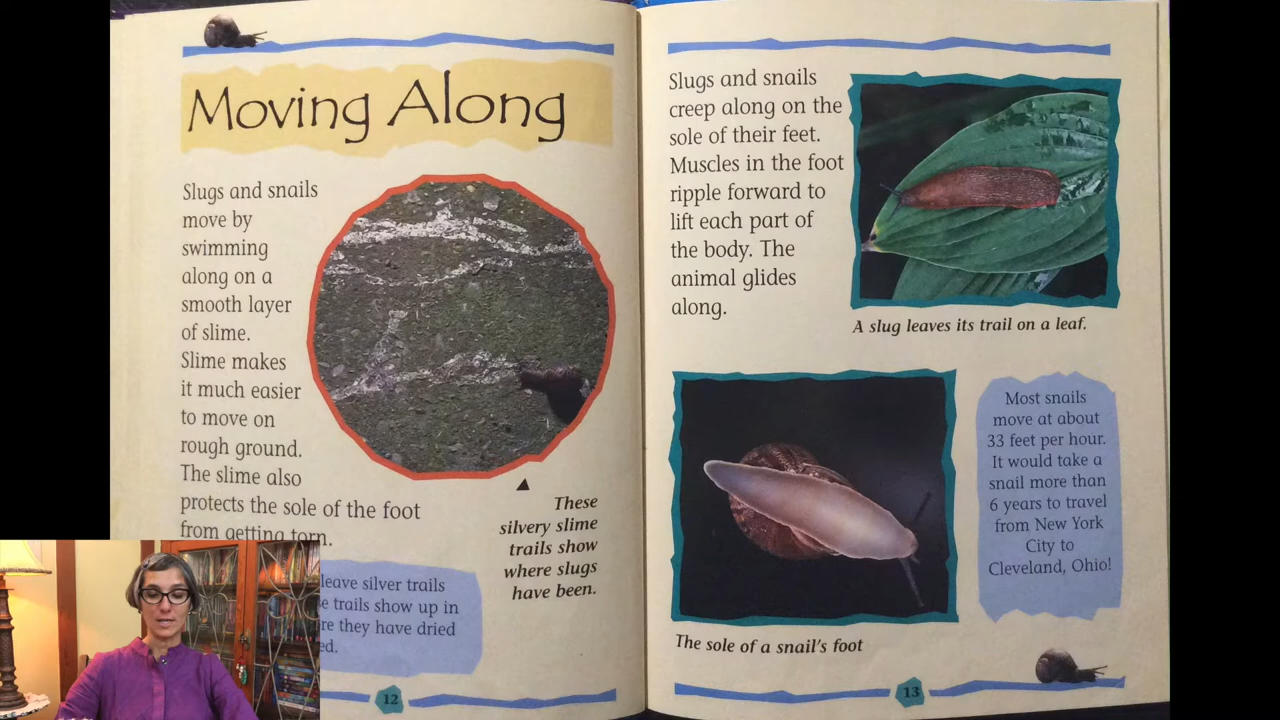 Moving Along
Slugs and snails
move by
swimming
along on a
smooth layer
of slime.
Slime makes
it much easier
to move on
rough ground.
The slime also
protects the sole of the foot
from getting torn.
These
silvery slime
trails show
where slugs
have been.
leave silver trails
trails show up in
they have dried
12
Slugs and snails
creep along on the
sole of their feet.
Muscles in the foot
ripple forward to
lift each part of
the body. The
animal glides
along.
A slug leaves its trail on a leaf.
The sole of a snail's foot
Most snails
move at about
33 feet per hour.
It would take a
snail more than
6 years to travel
from New York
City to
Cleveland, Ohio!
13